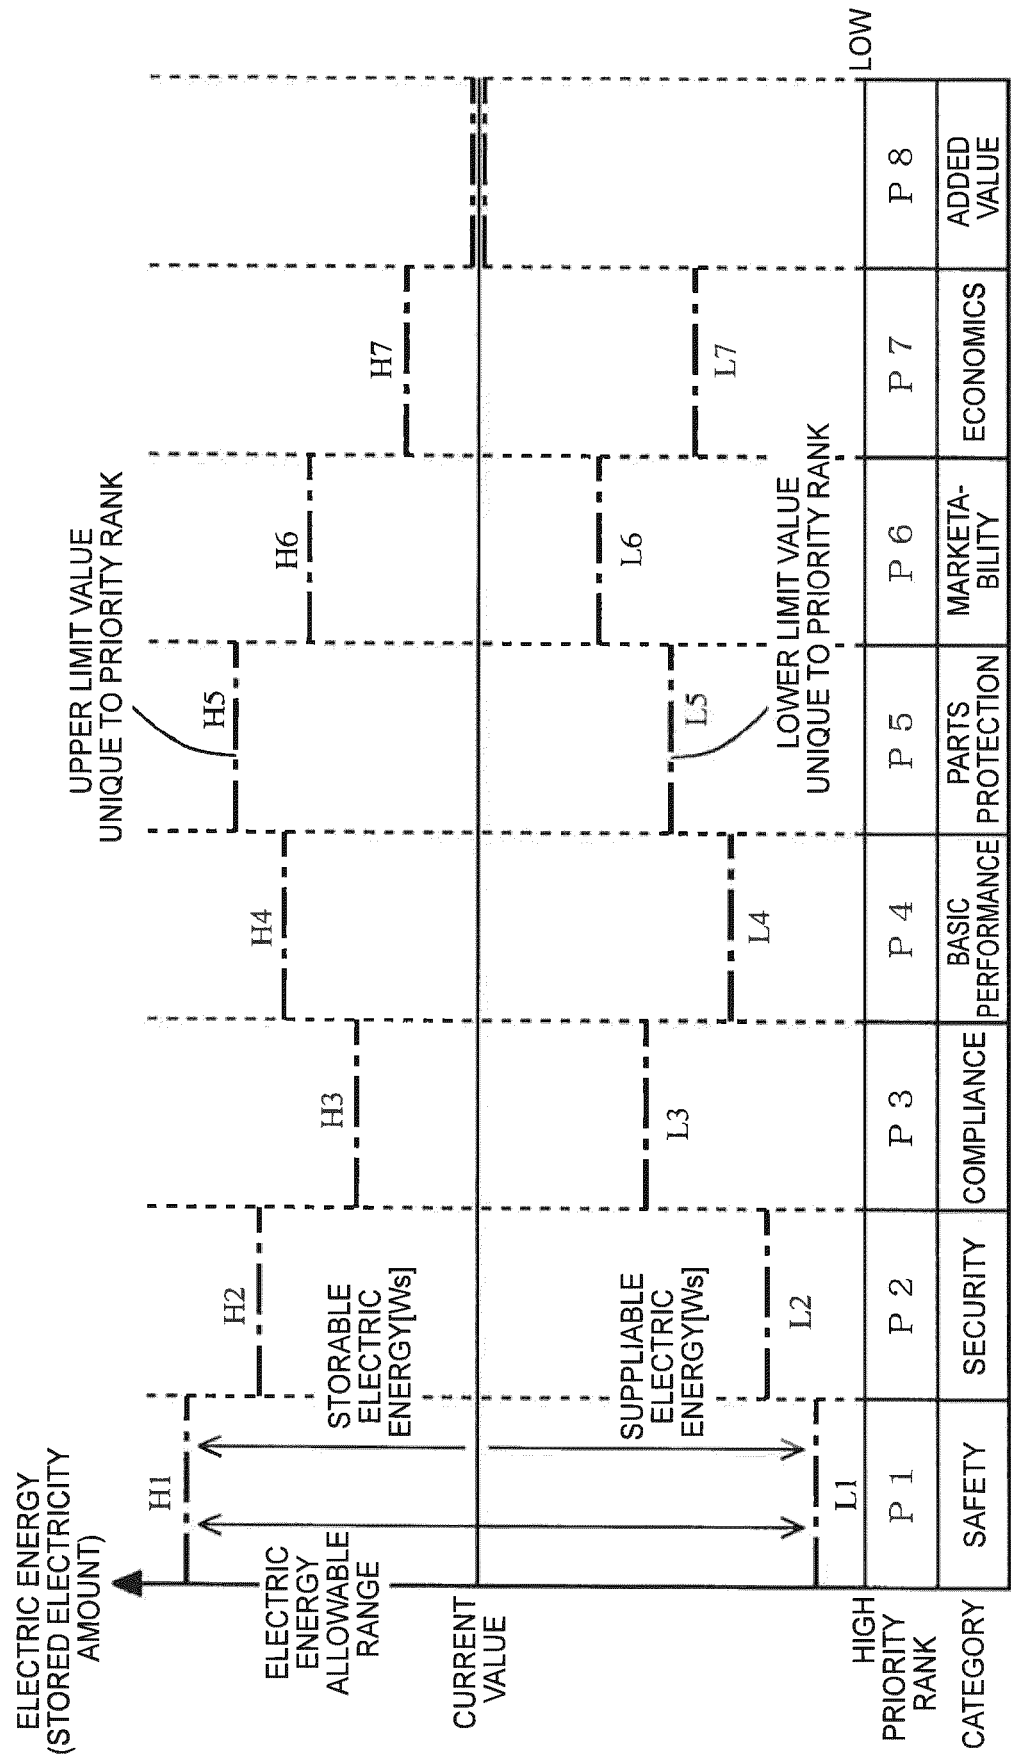 ELECTRIC ENERGY
(STORED ELECTRICITY
AMOUNT)
UPPER LIMIT VALUE
UNIQUE TO PRIORITY RANK
H1
H2
H3
H4
H5
H6
H7
ELECTRIC
ENERGY
ALLOWABLE
RANGE
STORABLE
ELECTRIC
ENERGY[Ws]
CURRENT
VALUE
SUPPLIABLE
ELECTRIC
ENERGY[Ws]
L1
L2
L3
L4
L5
L6
L7
LOWER LIMIT VALUE
UNIQUE TO PRIORITY RANK
HIGH
LOW
PRIORITY
RANK
P 1
P 2
P 3
P 4
P 5
P 6
P 7
P 8
CATEGORY
SAFETY
SECURITY
COMPLIANCE
BASIC
PERFORMANCE
PARTS
PROTECTION
MARKETA-
BILITY
ECONOMICS
ADDED
VALUE